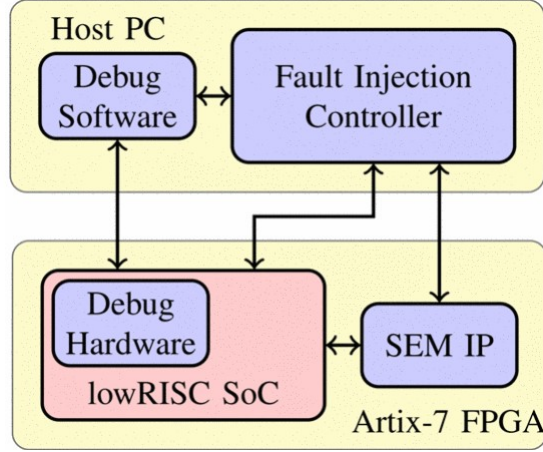 Host PC
Debug
Software
Fault Injection
Controller
Debug
Hardware
lowRISC SoC
SEM IP
Artix-7 FPGA